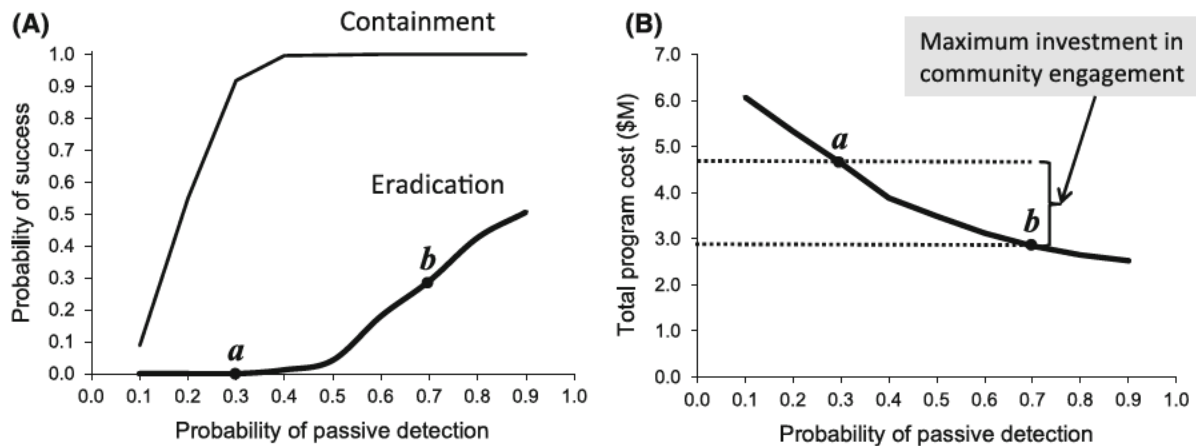 (A)
Containment
1.0
0.9
0.8
0.7
0.6
0.5
0.4
0.3
0.2
0.1
0.0
Probability of success
Eradication
a
b
0.0 0.1 0.2 0.3 0.4 0.5 0.6 0.7 0.8 0.9 1.0
Probability of passive detection
(B)
Maximum investment in
community engagement
7.0
6.0
5.0
4.0
3.0
2.0
1.0
0.0
Total program cost ($M)
a
b
0.0 0.1 0.2 0.3 0.4 0.5 0.6 0.7 0.8 0.9 1.0
Probability of passive detection